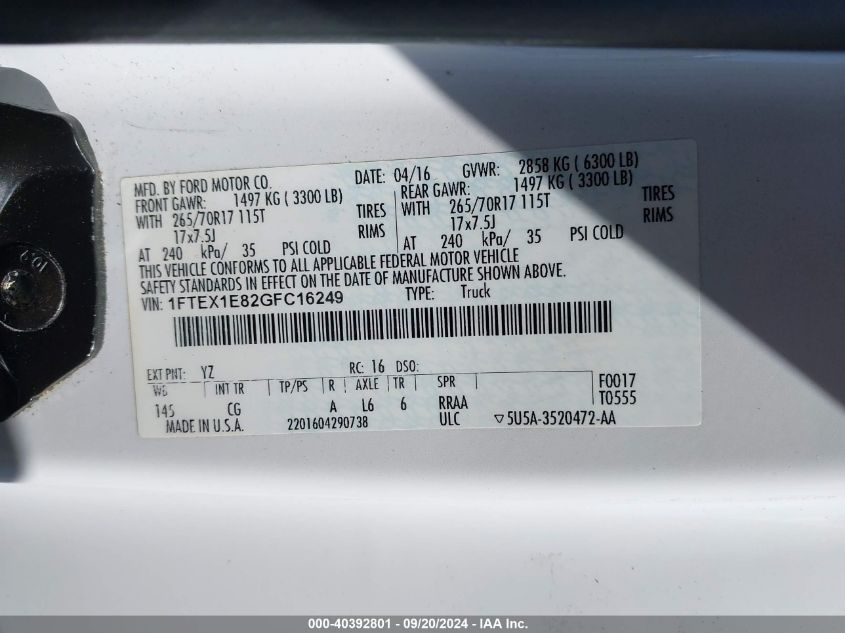 MFD. BY FORD MOTOR CO. DATE: 04/16 GVWR: 2858 KG ( 6300 LB)
FRONT GAWR: 1497 KG ( 3300 LB) REAR GAWR: 1497 KG ( 3300 LB)
WITH 265/70R17 115T TIRES WITH 265/70R17 115T TIRES
17x7.5J RIMS 17x7.5J RIMS
AT 240 kPa/ 35 PSI COLD AT 240 kPa/ 35 PSI COLD
THIS VEHICLE CONFORMS TO ALL APPLICABLE FEDERAL MOTOR VEHICLE
SAFETY STANDARDS IN EFFECT ON THE DATE OF MANUFACTURE SHOWN ABOVE.
VIN: 1FTEX1E82GFC16249 TYPE: Truck
EXT PNT: YZ RC: 16 DSO:
WB INT TR TP/PS R AXLE TR SPR F0017
145 CG A L6 6 RRAA T0555
MADE IN U.S.A. 2201604290738 ULC ▽5U5A-3520472-AA
000-40392801 - 09/20/2024 - IAA Inc.